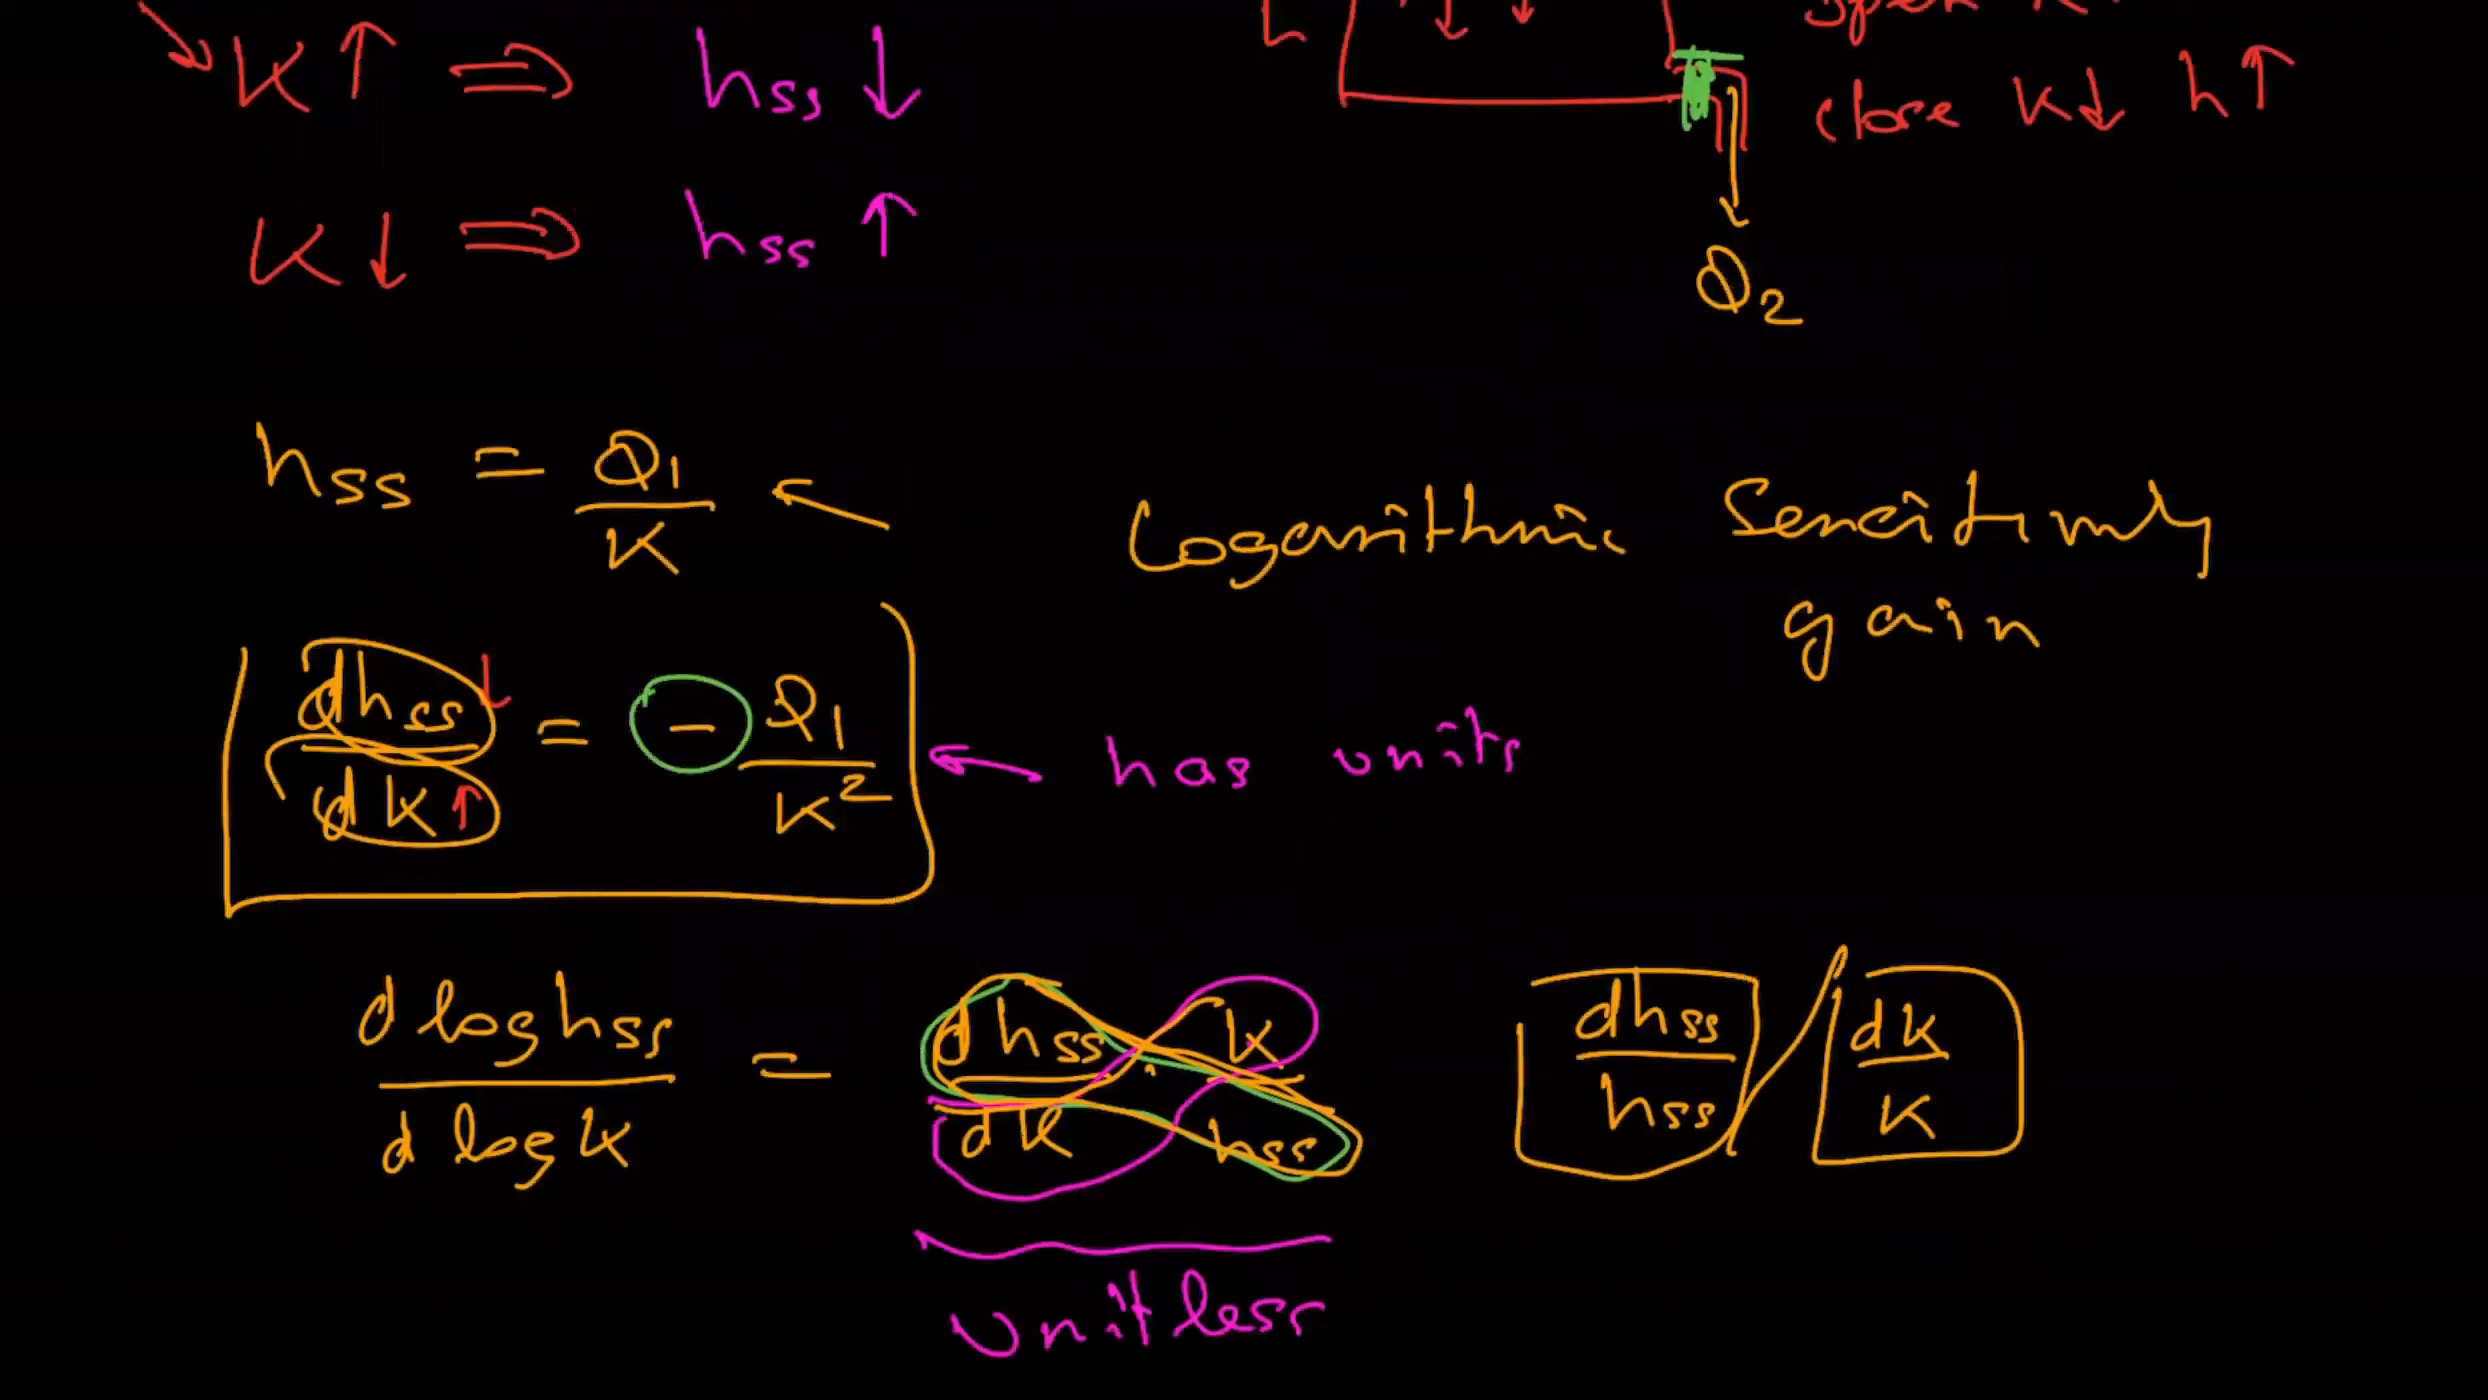 K ↑ ⇒ hss ↓
close K↓ h↑
K ↓ ⇒ hss ↑
Q2
hss = Q1/K ←
Logarithmic Sensitivity
gain
dhss↓/dK↑ = - Q1/K² ← has units
d log hss / d log K = dhss/dK · K/hss
dhss/hss / dK/K
unitless